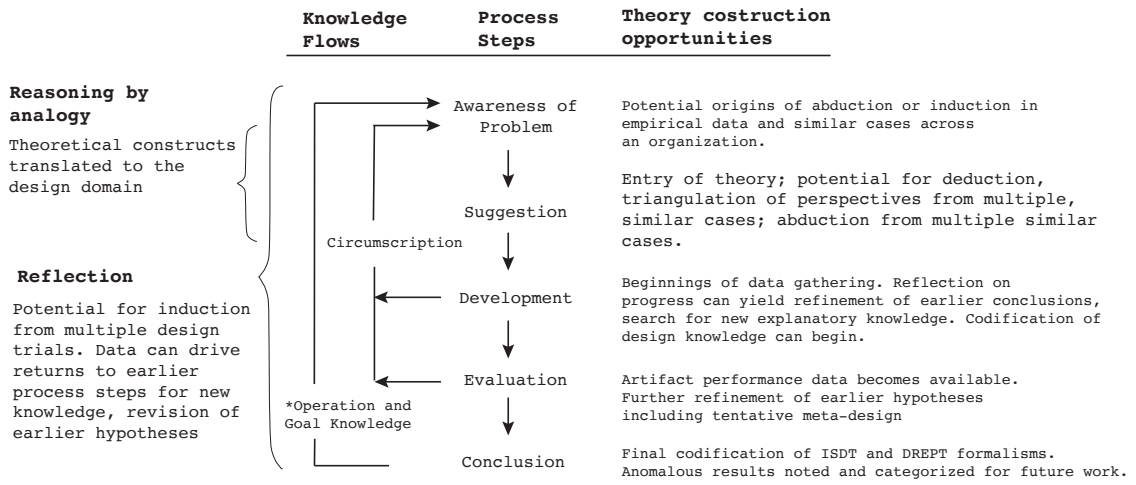 Knowledge
Flows
Process
Steps
Theory costruction
opportunities
Reasoning by
analogy
Theoretical constructs
translated to the
design domain
Reflection
Potential for induction
from multiple design
trials. Data can drive
returns to earlier
process steps for new
knowledge, revision of
earlier hypotheses
Circumscription
*Operation and
Goal Knowledge
Awareness of
Problem
Potential origins of abduction or induction in
empirical data and similar cases across
an organization.
Suggestion
Entry of theory; potential for deduction,
triangulation of perspectives from multiple,
similar cases; abduction from multiple similar
cases.
Development
Beginnings of data gathering. Reflection on
progress can yield refinement of earlier conclusions,
search for new explanatory knowledge. Codification of
design knowledge can begin.
Evaluation
Artifact performance data becomes available.
Further refinement of earlier hypotheses
including tentative meta-design
Conclusion
Final codification of ISDT and DREPT formalisms.
Anomalous results noted and categorized for future work.